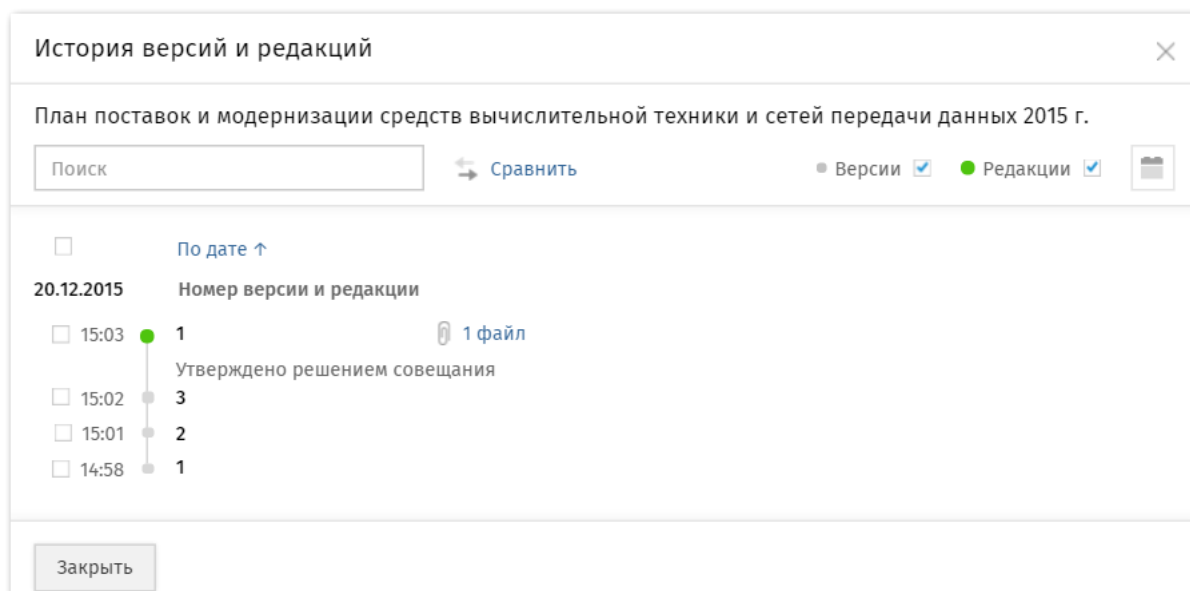 История версий и редакций
План поставок и модернизации средств вычислительной техники и сетей передачи данных 2015 г.
Поиск Сравнить Версии Редакции
По дате ↑
20.12.2015 Номер версии и редакции
15:03 1 1 файл
Утверждено решением совещания
15:02 3
15:01 2
14:58 1
Закрыть